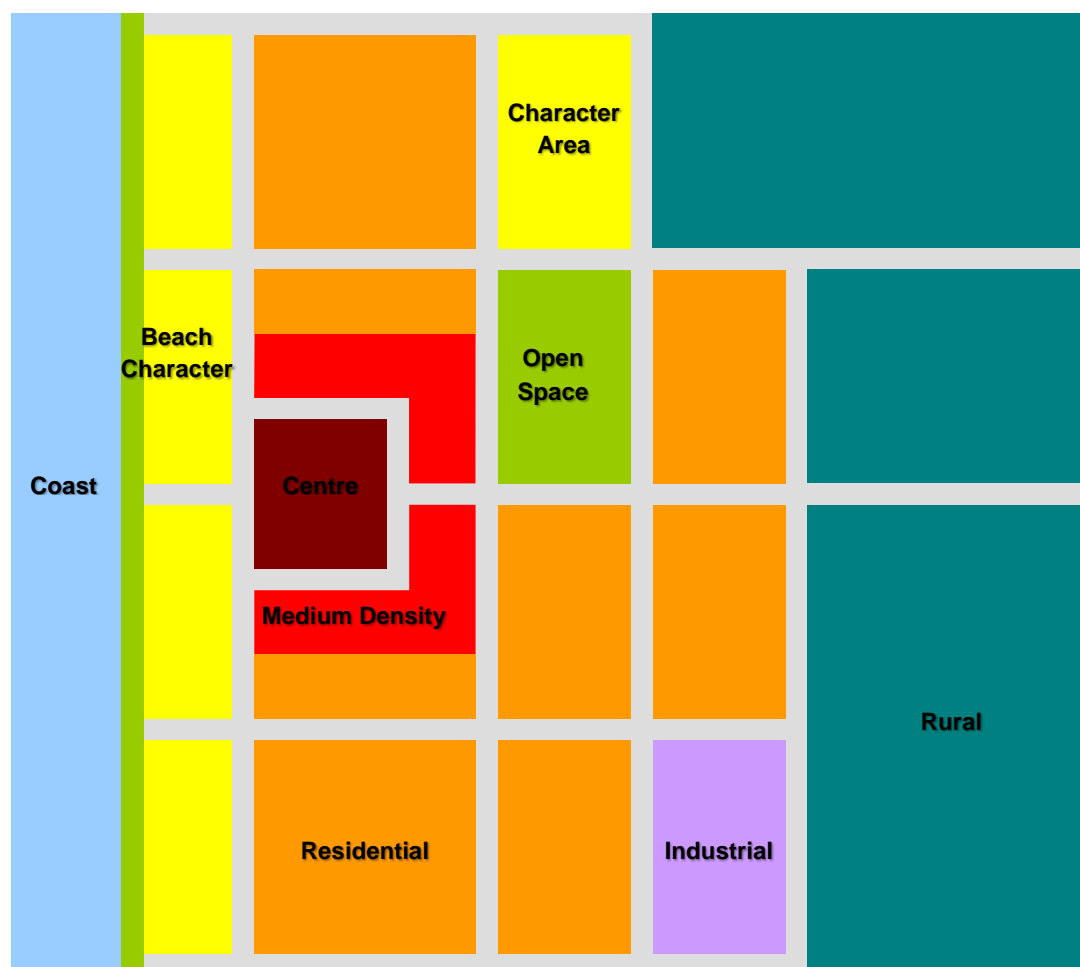 Character
Area
Beach
Character
Open
Space
Coast
Centre
Medium Density
Rural
Residential
Industrial